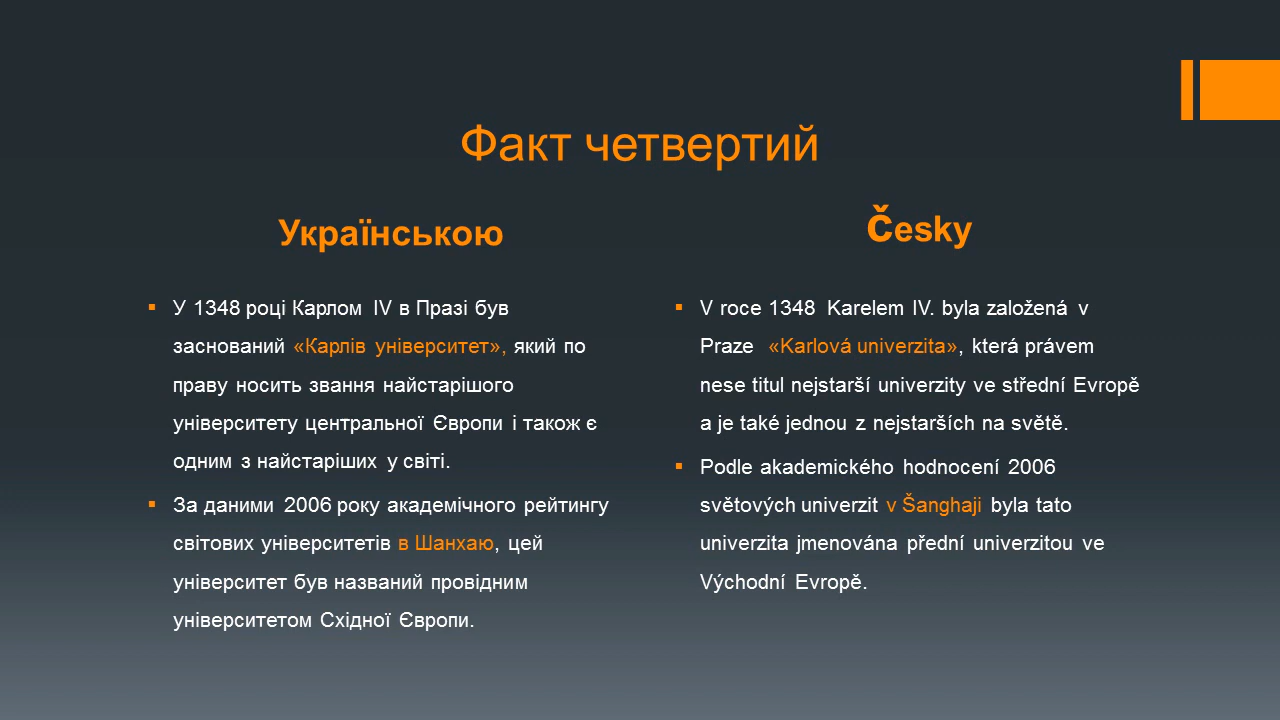 Факт четвертий
Українською
У 1348 році Карлом IV в Празі був
заснований «Карлів університет», який по
праву носить звання найстарішого
університету центральної Європи і також є
одним з найстаріших у світі.
За даними 2006 року академічного рейтингу
світових університетів в Шанхаю, цей
університет був названий провідним
університетом Східної Європи.
Česky
V roce 1348 Karelem IV. byla založená v
Praze «Karlová univerzita», která právem
nese titul nejstarší univerzity ve střední Evropě
a je také jednou z nejstarších na světě.
Podle akademického hodnocení 2006
světových univerzit v Šanghaji byla tato
univerzita jmenována přední univerzitou ve
Východní Evropě.